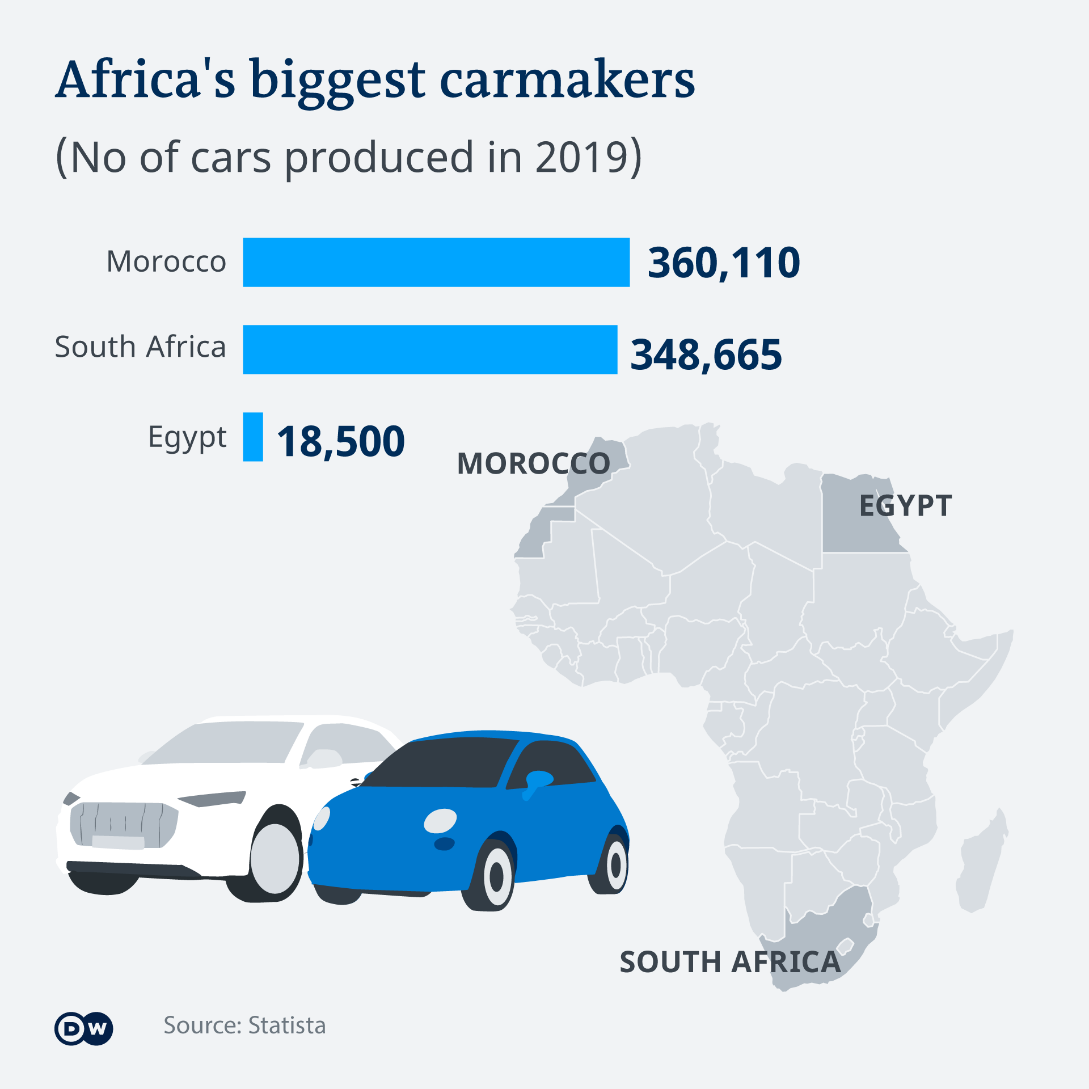 Africa's biggest carmakers
(No of cars produced in 2019)
Morocco 360,110
South Africa 348,665
Egypt 18,500
MOROCCO
EGYPT
SOUTH AFRICA
DW Source: Statista